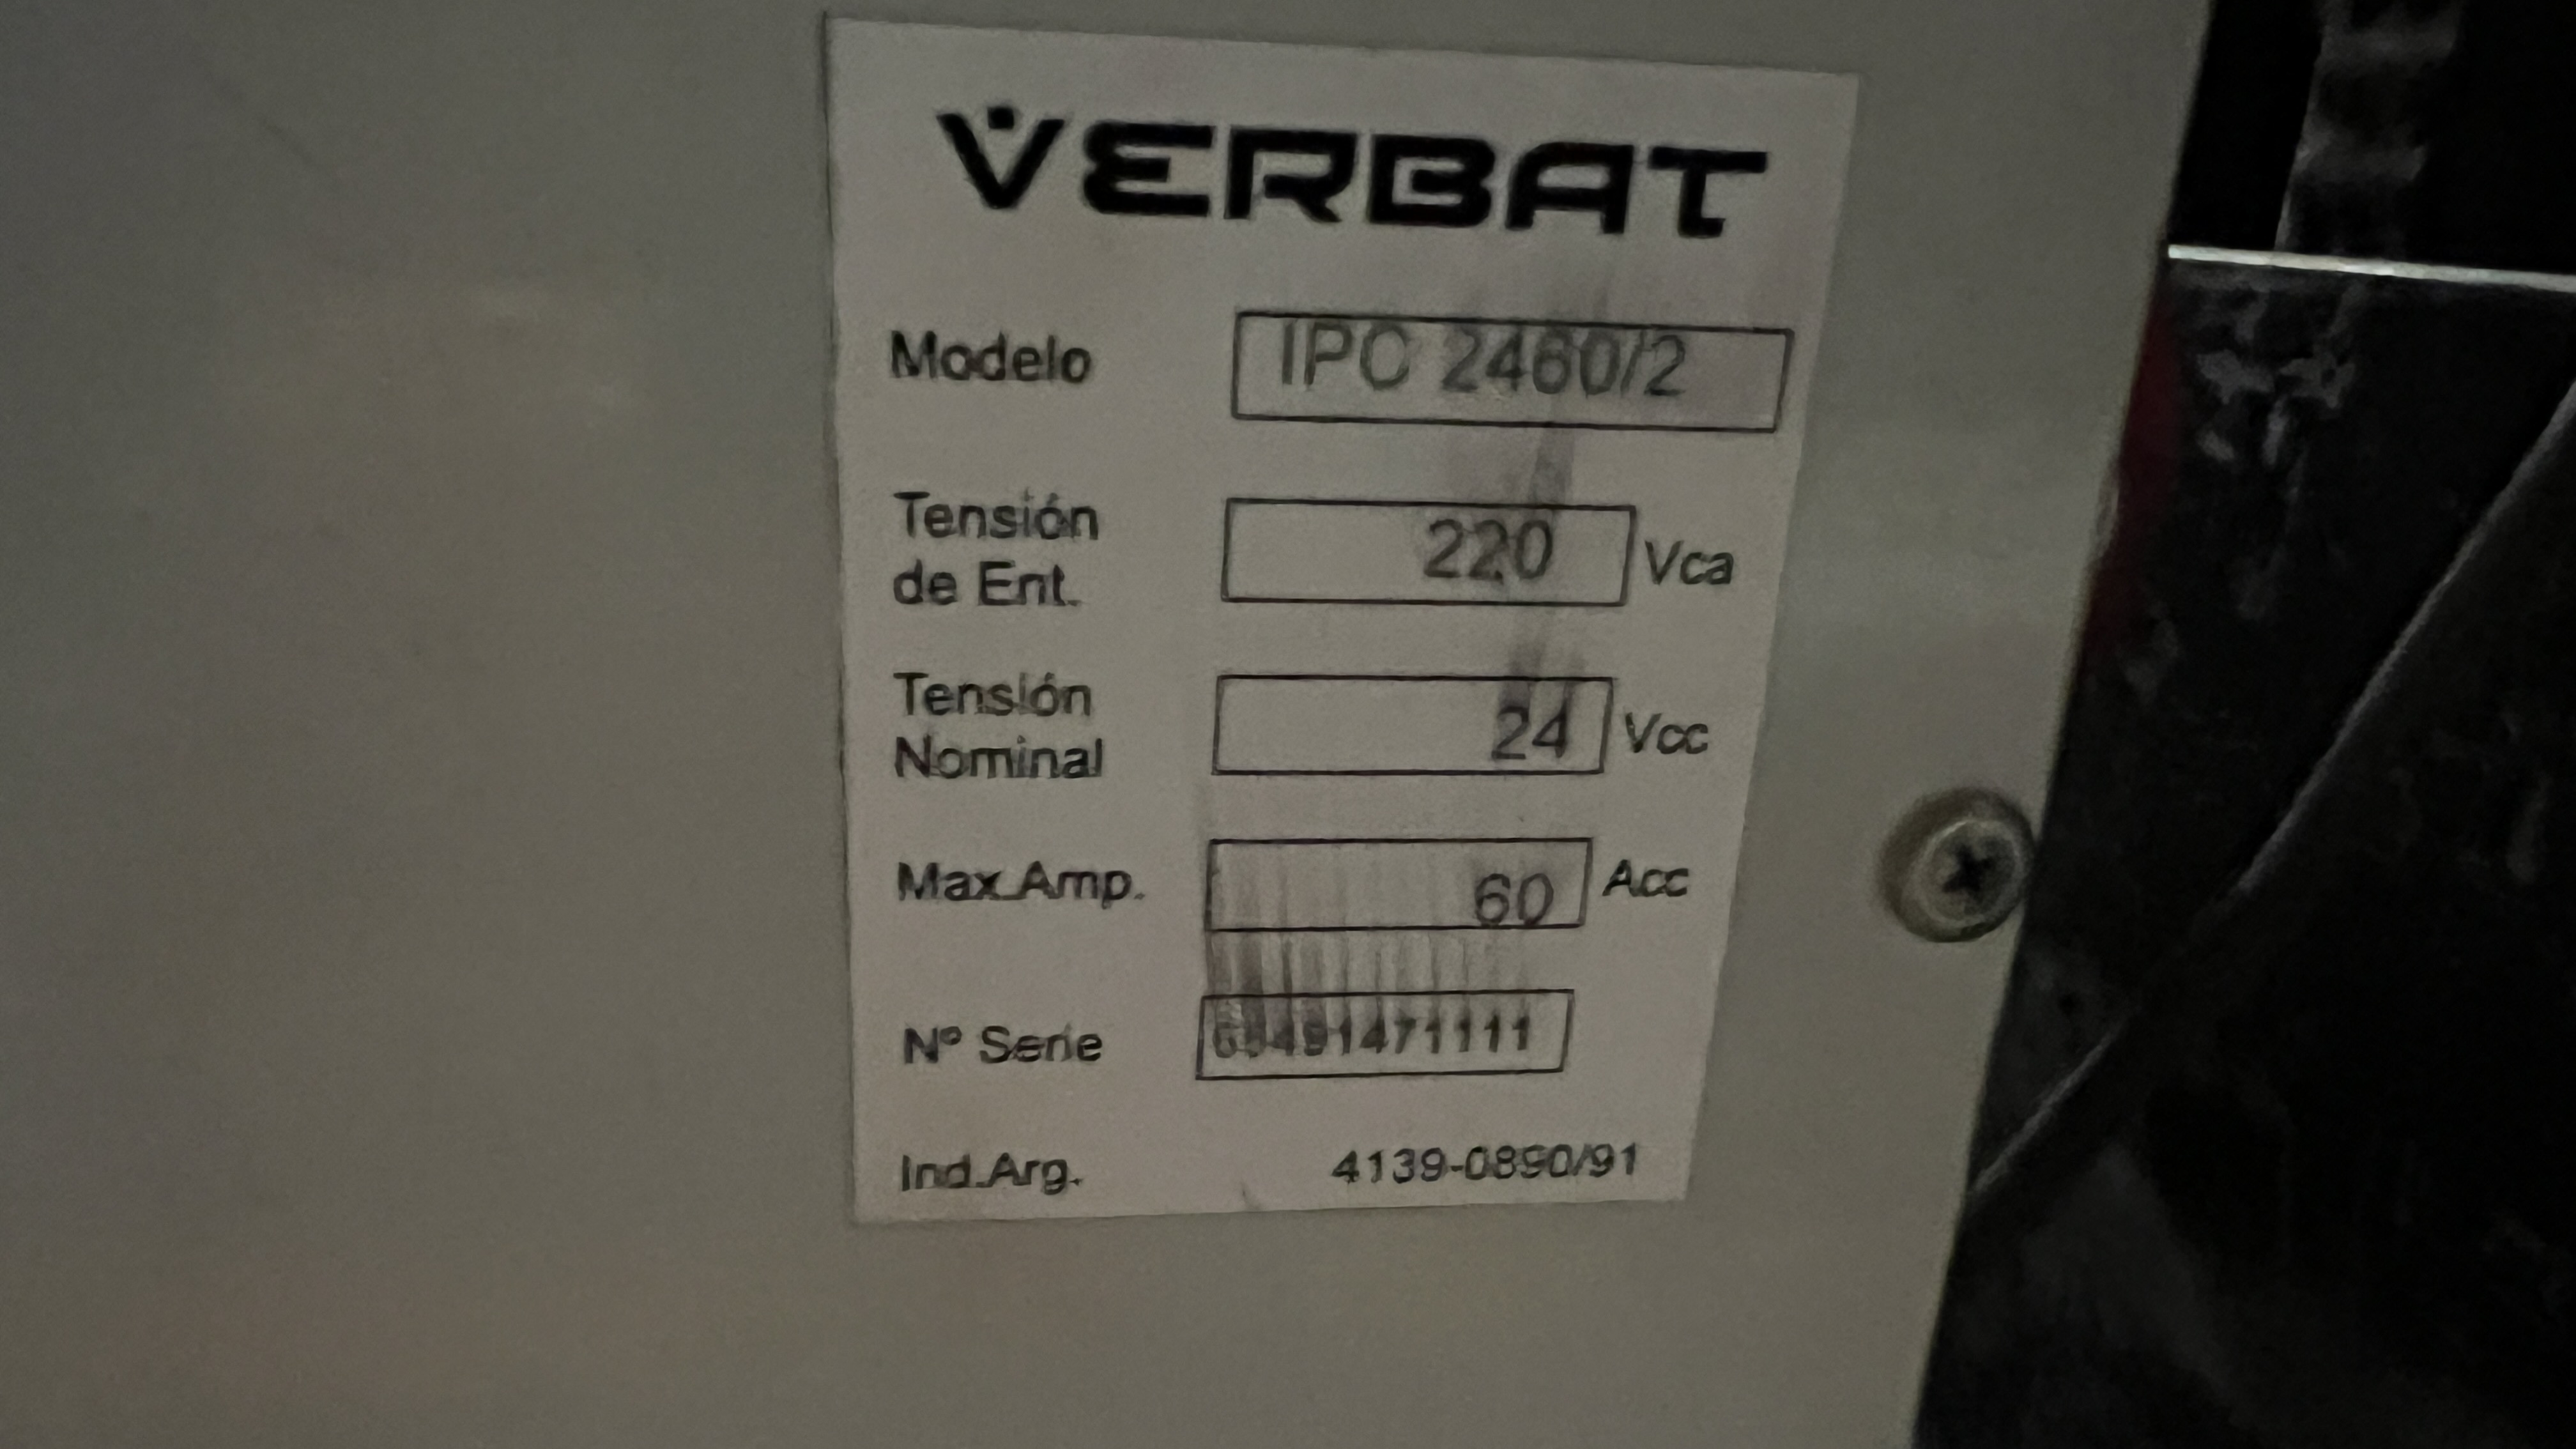 VERBAT
Modelo IPC 2460/2
Tensión
de Ent. 220 Vca
Tensión
Nominal 24 Vcc
Max.Amp. 60 Acc
Nº Serie
Ind.Arg. 4139-0890/91